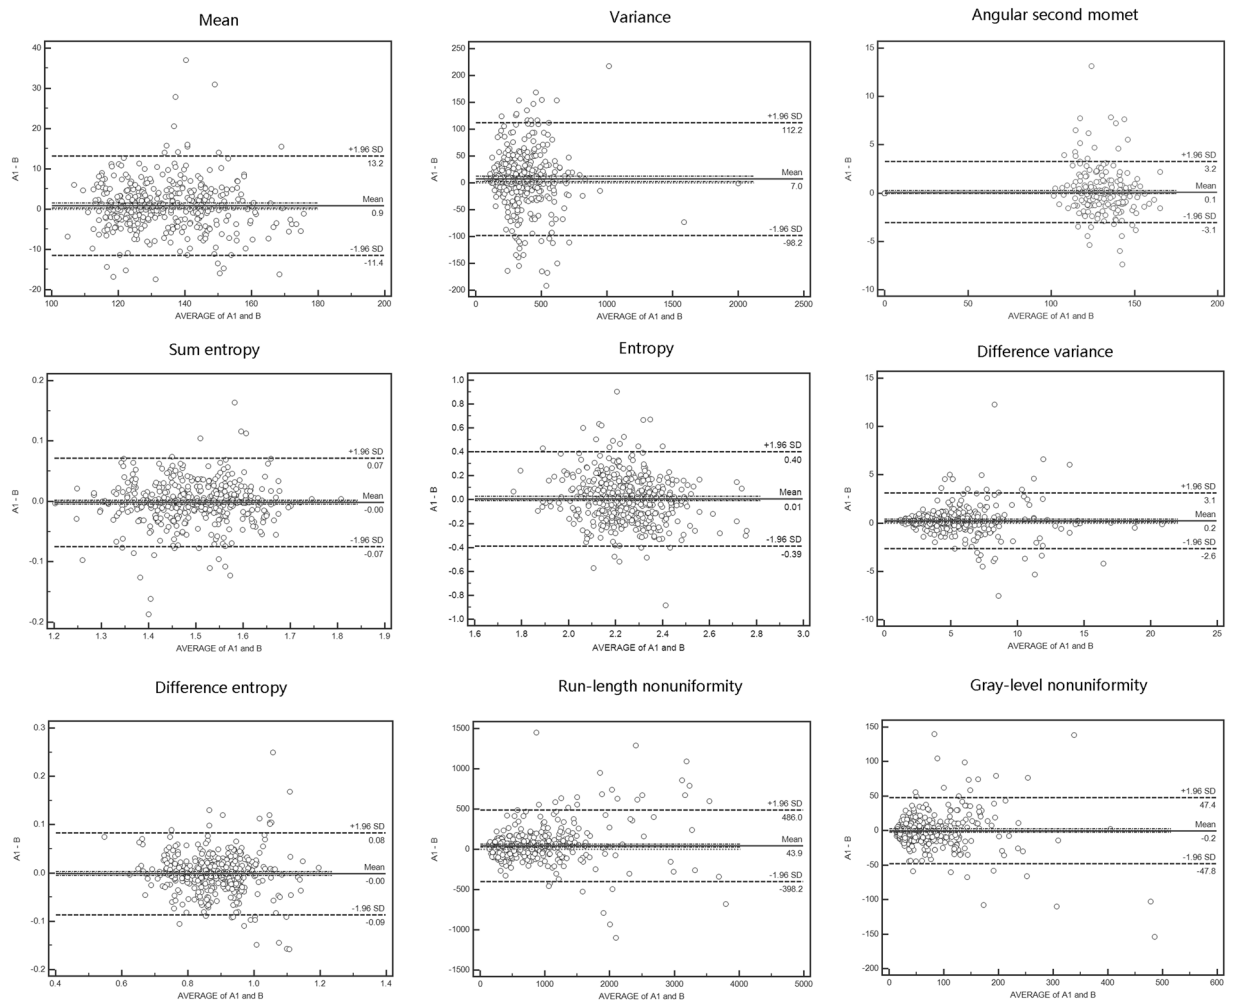 Mean
40
30
20
10
0
-10
-20
A1 - B
+1.96 SD
13.2
Mean
0.9
-1.96 SD
-11.4
100 120 140 160 180 200
AVERAGE of A1 and B
Variance
250
200
150
100
50
0
-50
-100
-150
-200
A1 - B
+1.96 SD
112.2
Mean
7.0
-1.96 SD
-98.2
0 500 1000 1500 2000 2500
AVERAGE of A1 and B
Angular second momet
15
10
5
0
-5
-10
A1 - B
+1.96 SD
3.2
Mean
0.1
-1.96 SD
-3.1
0 50 100 150 200
AVERAGE of A1 and B
Sum entropy
0.2
0.1
0.0
-0.1
-0.2
A1 - B
+1.96 SD
0.07
Mean
-0.00
-1.96 SD
-0.07
1.2 1.3 1.4 1.5 1.6 1.7 1.8 1.9
AVERAGE of A1 and B
Entropy
1.0
0.8
0.6
0.4
0.2
0.0
-0.2
-0.4
-0.6
-0.8
-1.0
A1 - B
+1.96 SD
0.40
Mean
0.01
-1.96 SD
-0.39
1.6 1.8 2.0 2.2 2.4 2.6 2.8 3.0
AVERAGE of A1 and B
Difference variance
15
10
5
0
-5
-10
A1 - B
+1.96 SD
3.1
Mean
0.2
-1.96 SD
-2.6
0 5 10 15 20 25
AVERAGE of A1 and B
Difference entropy
0.3
0.2
0.1
0.0
-0.1
-0.2
A1 - B
+1.96 SD
0.08
Mean
-0.00
-1.96 SD
-0.09
0.4 0.6 0.8 1.0 1.2 1.4
AVERAGE of A1 and B
Run-length nonuniformity
1500
1000
500
0
-500
-1000
-1500
A1 - B
+1.96 SD
486.0
Mean
43.9
-1.96 SD
-398.2
0 1000 2000 3000 4000 5000
AVERAGE of A1 and B
Gray-level nonuniformity
150
100
50
0
-50
-100
-150
-200
A1 - B
+1.96 SD
47.4
Mean
-0.2
-1.96 SD
-47.8
0 100 200 300 400 500 600
AVERAGE of A1 and B